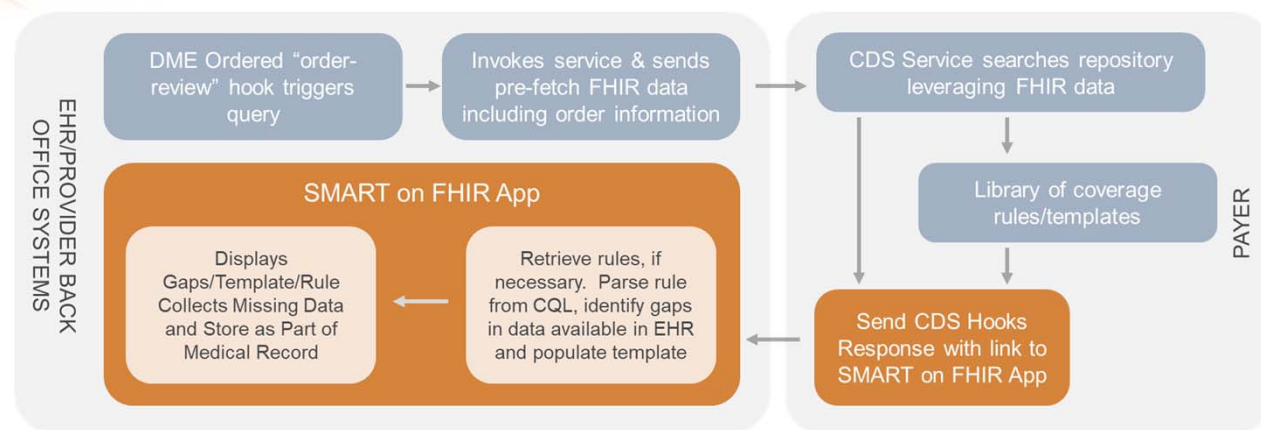 EHR/PROVIDER BACK
OFFICE SYSTEMS
DME Ordered “order-
review” hook triggers
query
Invokes service & sends
pre-fetch FHIR data
including order information
CDS Service searches repository
leveraging FHIR data
Library of coverage
rules/templates
PAYER
SMART on FHIR App
Displays
Gaps/Template/Rule
Collects Missing Data
and Store as Part of
Medical Record
Retrieve rules, if
necessary. Parse rule
from CQL, identify gaps
in data available in EHR
and populate template
Send CDS Hooks
Response with link to
SMART on FHIR App